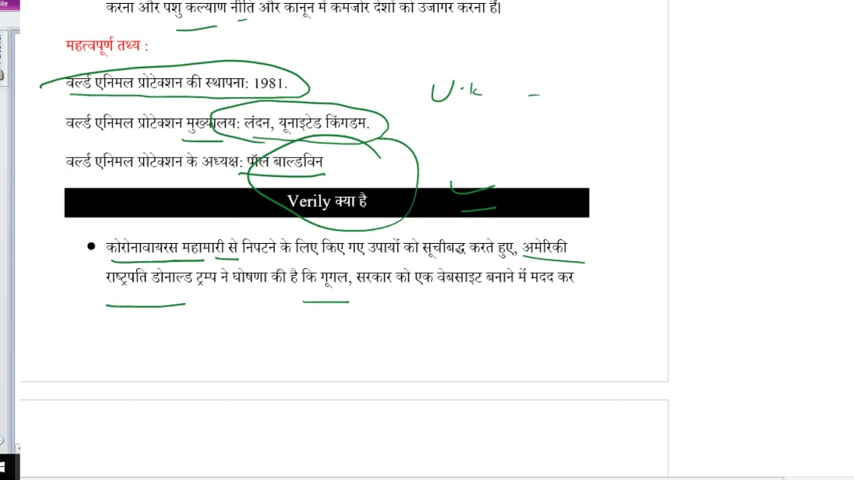 करना और पशु कल्याण नीति और कानून में कमजोर देशों को उजागर करना है।
महत्वपूर्ण तथ्य :
वर्ल्ड एनिमल प्रोटेक्शन की स्थापना: 1981.
U.K
वर्ल्ड एनिमल प्रोटेक्शन मुख्यालय: लंदन, यूनाइटेड किंगडम.
वर्ल्ड एनिमल प्रोटेक्शन के अध्यक्ष: पॉल बाल्डविन
Verily क्या है
• कोरोनावायरस महामारी से निपटने के लिए किए गए उपायों को सूचीबद्ध करते हुए, अमेरिकी
राष्ट्रपति डोनाल्ड ट्रम्प ने घोषणा की है कि गूगल, सरकार को एक वेबसाइट बनाने में मदद कर